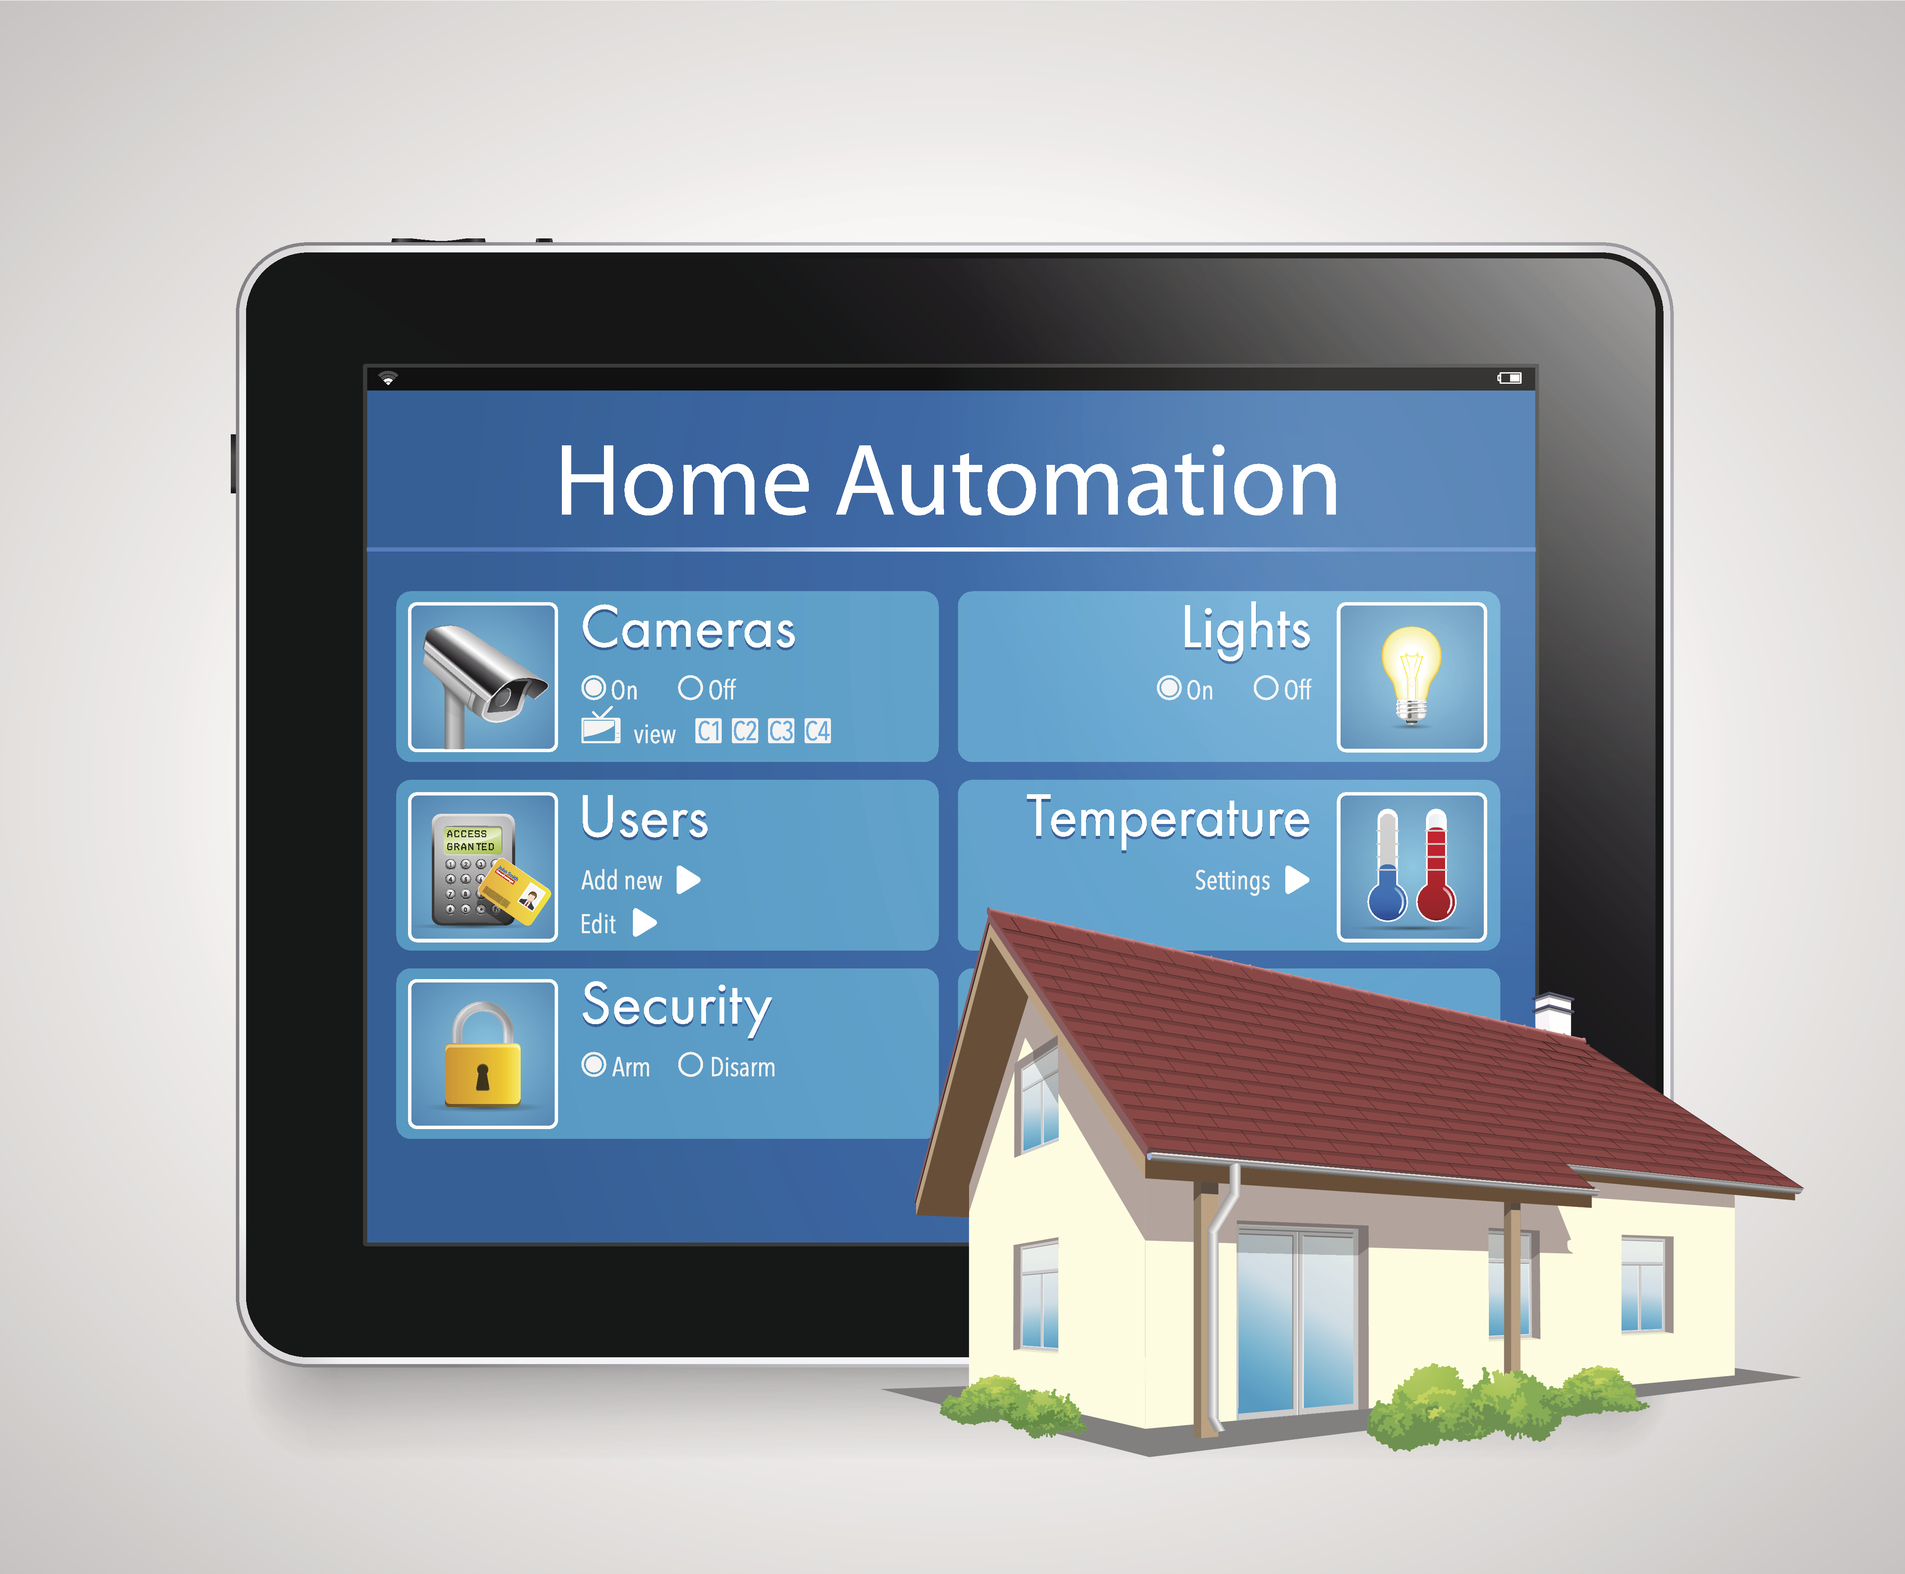 Home Automation
Cameras
On Off
view C1 C2 C3 C4
Lights
On Off
ACCESS
GRANTED
Users
Add new
Edit
Temperature
Settings
Security
Arm Disarm